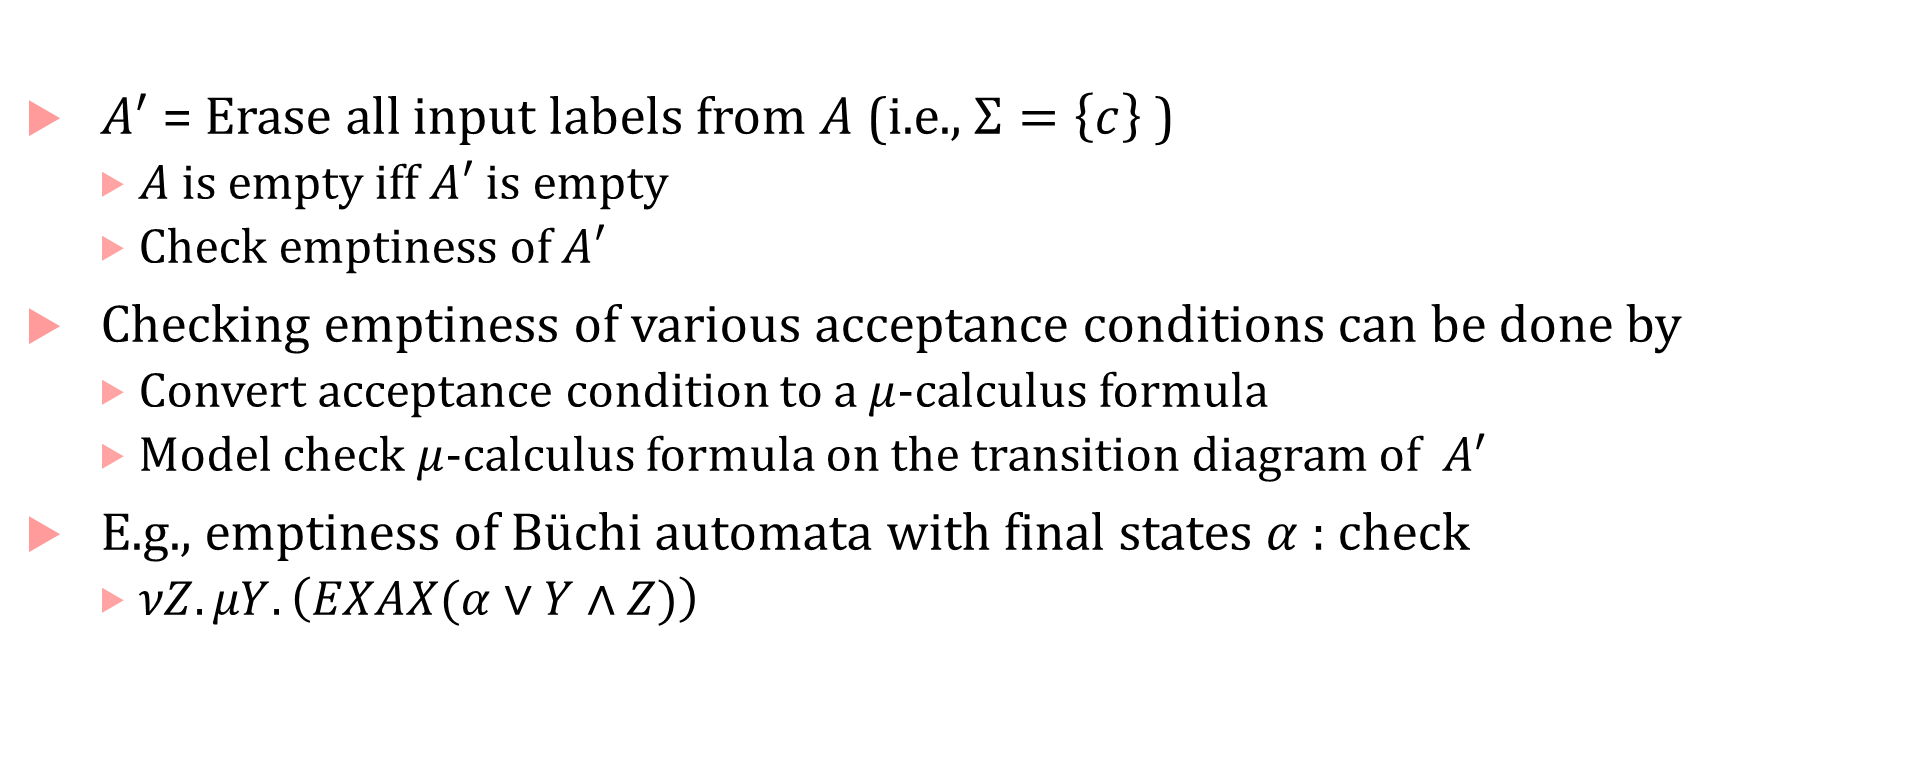 A′ = Erase all input labels from A (i.e., Σ = {c} )
A is empty iff A′ is empty
Check emptiness of A′
Checking emptiness of various acceptance conditions can be done by
Convert acceptance condition to a μ-calculus formula
Model check μ-calculus formula on the transition diagram of A′
E.g., emptiness of Büchi automata with final states α : check
νZ. μY. (EXAX(α ∨ Y ∧ Z))